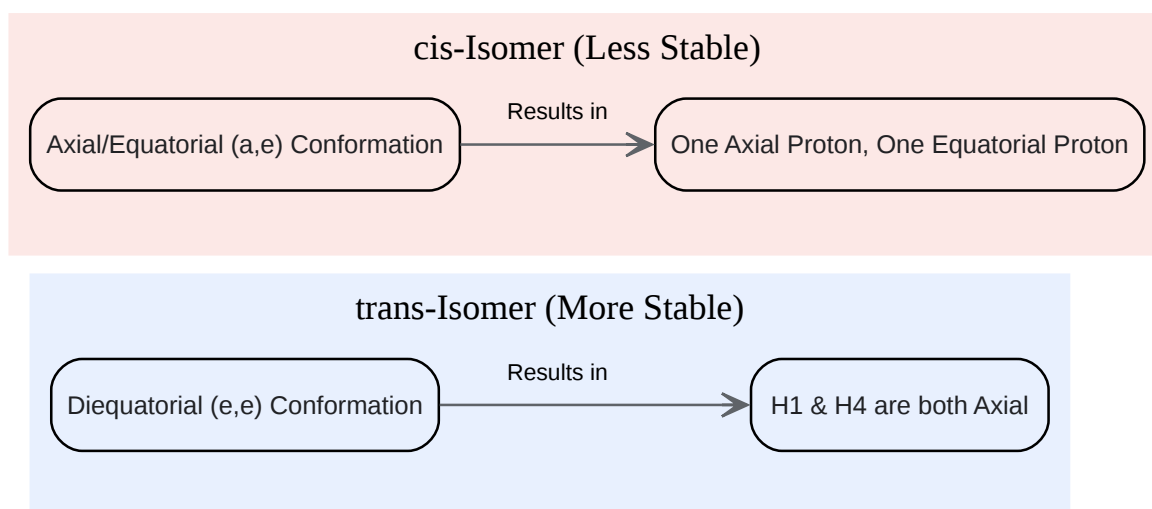 cis-Isomer (Less Stable)
Results in
Axial/Equatorial (a,e) Conformation
One Axial Proton, One Equatorial Proton
trans-Isomer (More Stable)
Results in
Diequatorial (e,e) Conformation
H1 & H4 are both Axial